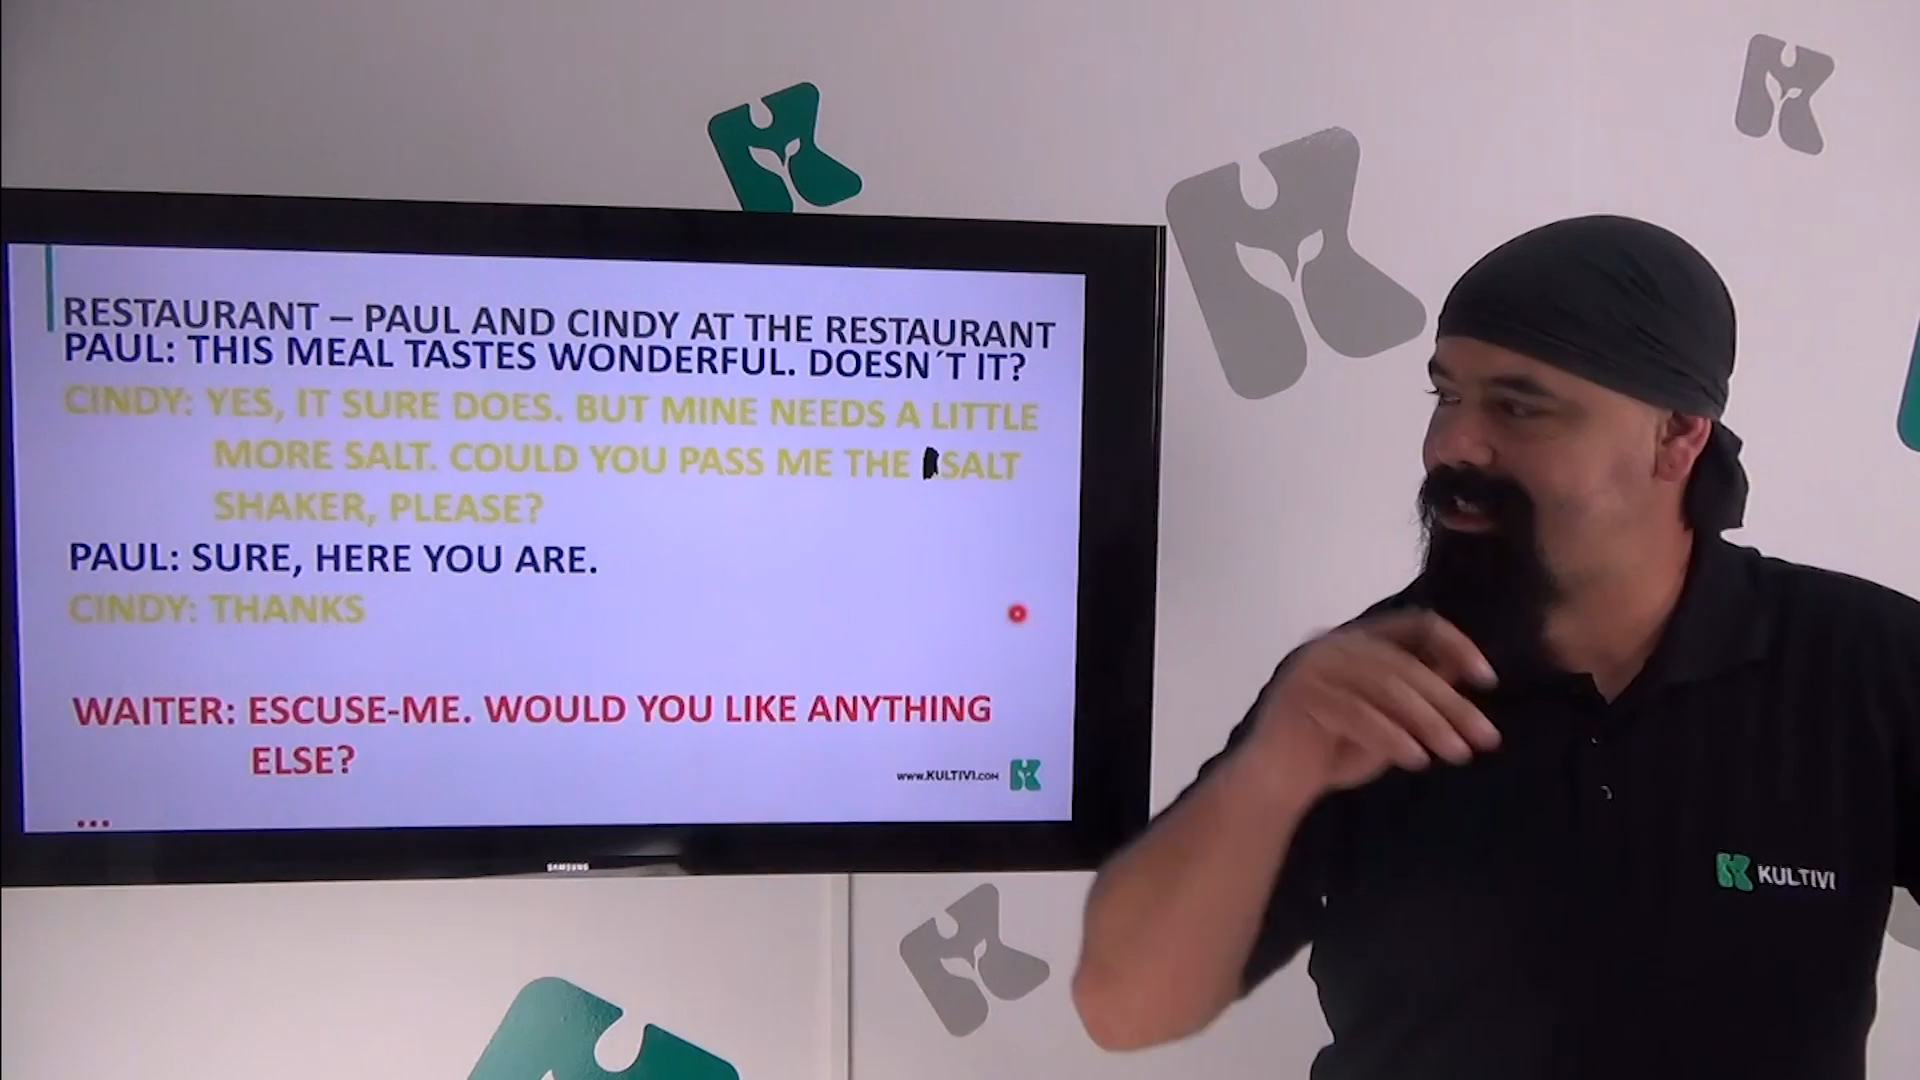 RESTAURANT – PAUL AND CINDY AT THE RESTAURANT
PAUL: THIS MEAL TASTES WONDERFUL. DOESN´T IT?
CINDY: YES, IT SURE DOES. BUT MINE NEEDS A LITTLE
MORE SALT. COULD YOU PASS ME THE SALT
SHAKER, PLEASE?
PAUL: SURE, HERE YOU ARE.
CINDY: THANKS
WAITER: ESCUSE-ME. WOULD YOU LIKE ANYTHING
ELSE?
...
www.KULTIVI.COM
SAMSUNG
KULTIVI